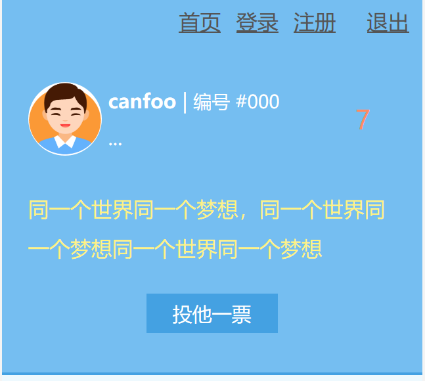 首页 登录 注册 退出
canfoo | 编号 #000
7
...
同一个世界同一个梦想，同一个世界同
一个梦想同一个世界同一个梦想
投他一票